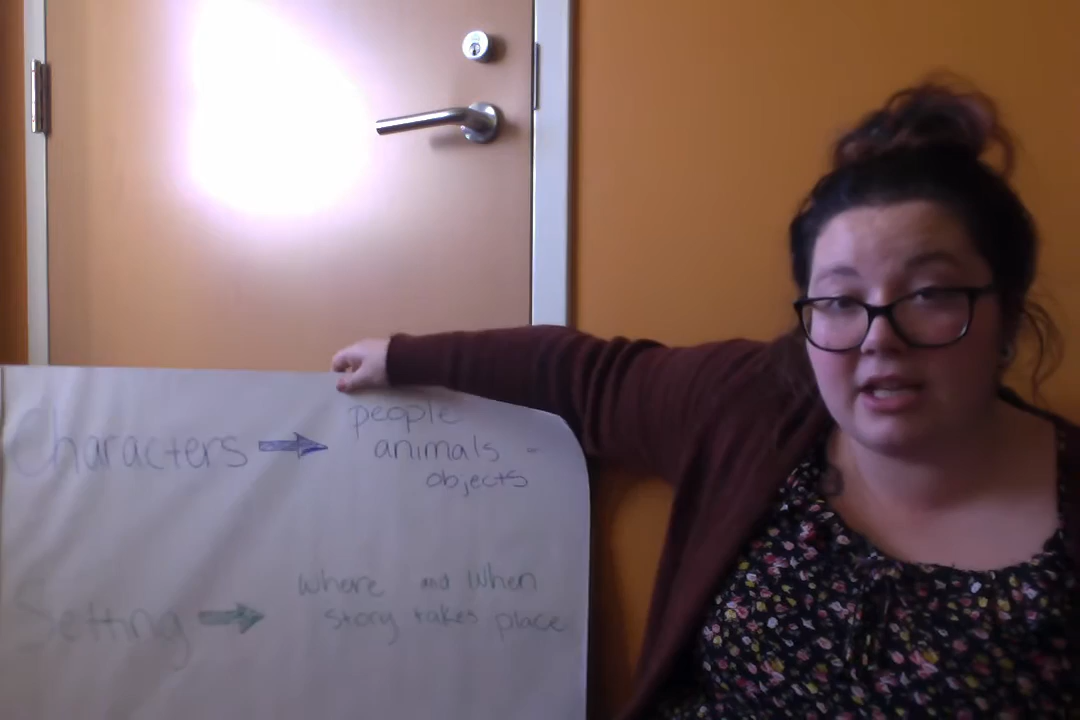 Characters → people
animals -
objects
Setting → where and when
story takes place